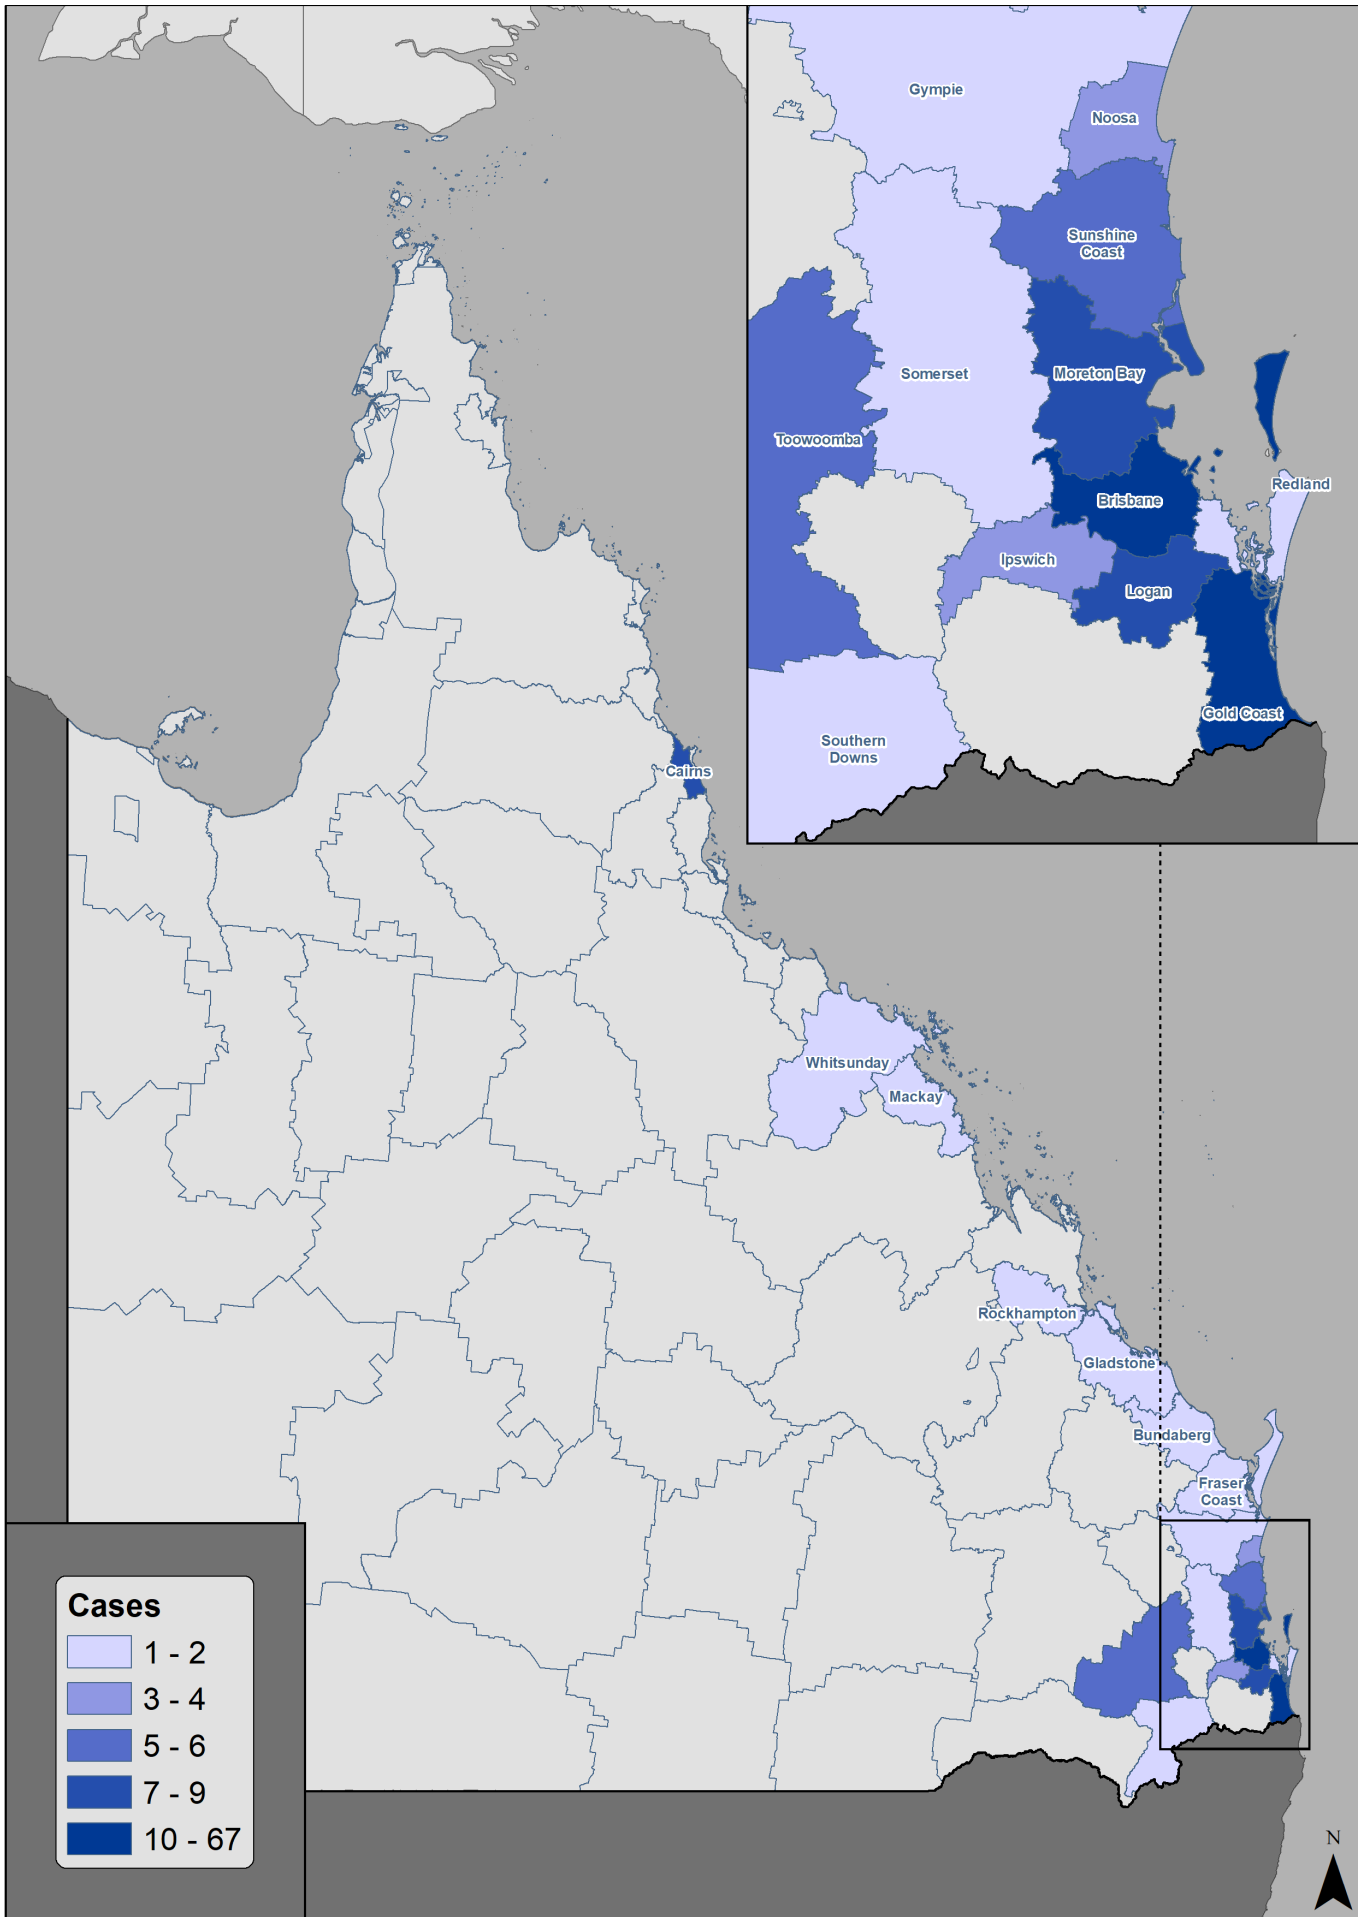 Gympie
Noosa
Sunshine
Coast
Somerset
Moreton Bay
Toowoomba
Redland
Brisbane
Ipswich
Logan
Gold Coast
Southern
Downs
Cairns
Whitsunday
Mackay
Rockhampton
Gladstone
Bundaberg
Fraser
Coast
Cases
1 - 2
3 - 4
5 - 6
7 - 9
10 - 67
N